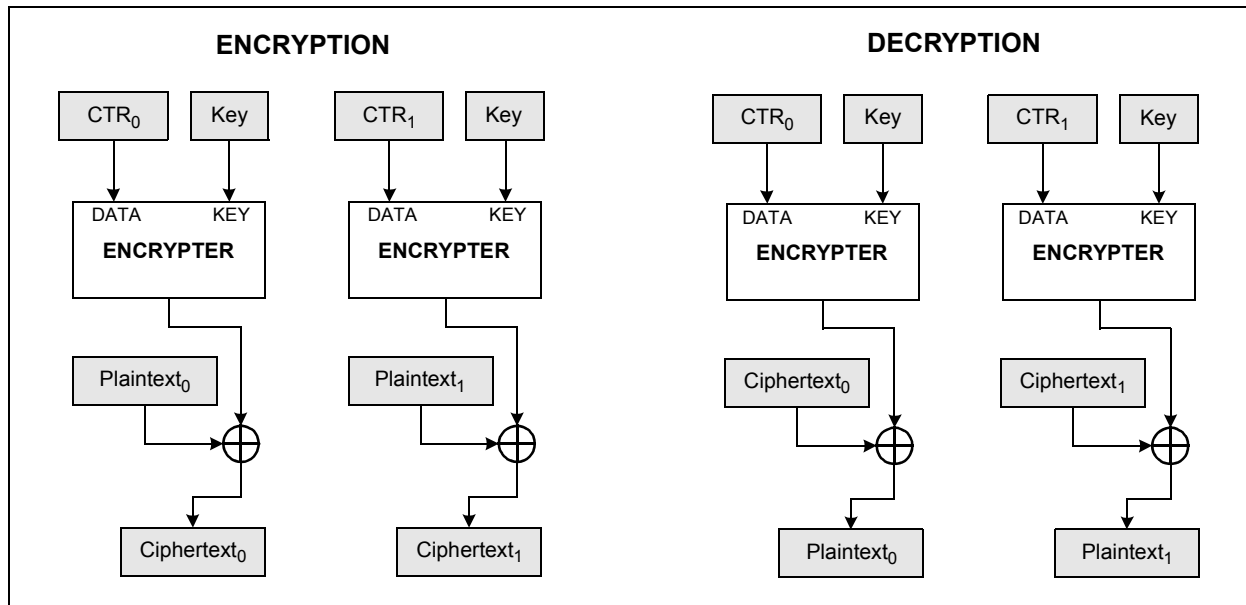 ENCRYPTION
CTR₀ Key CTR₁ Key
DATA KEY DATA KEY
ENCRYPTER ENCRYPTER
Plaintext₀ Plaintext₁
Ciphertext₀ Ciphertext₁
DECRYPTION
CTR₀ Key CTR₁ Key
DATA KEY DATA KEY
ENCRYPTER ENCRYPTER
Ciphertext₀ Ciphertext₁
Plaintext₀ Plaintext₁